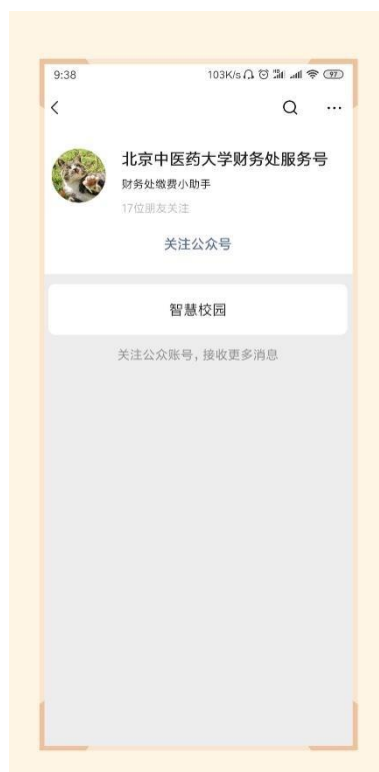 9:38 103K/s 97
北京中医药大学财务处服务号
财务处缴费小助手
17位朋友关注
关注公众号
智慧校园
关注公众账号，接收更多消息